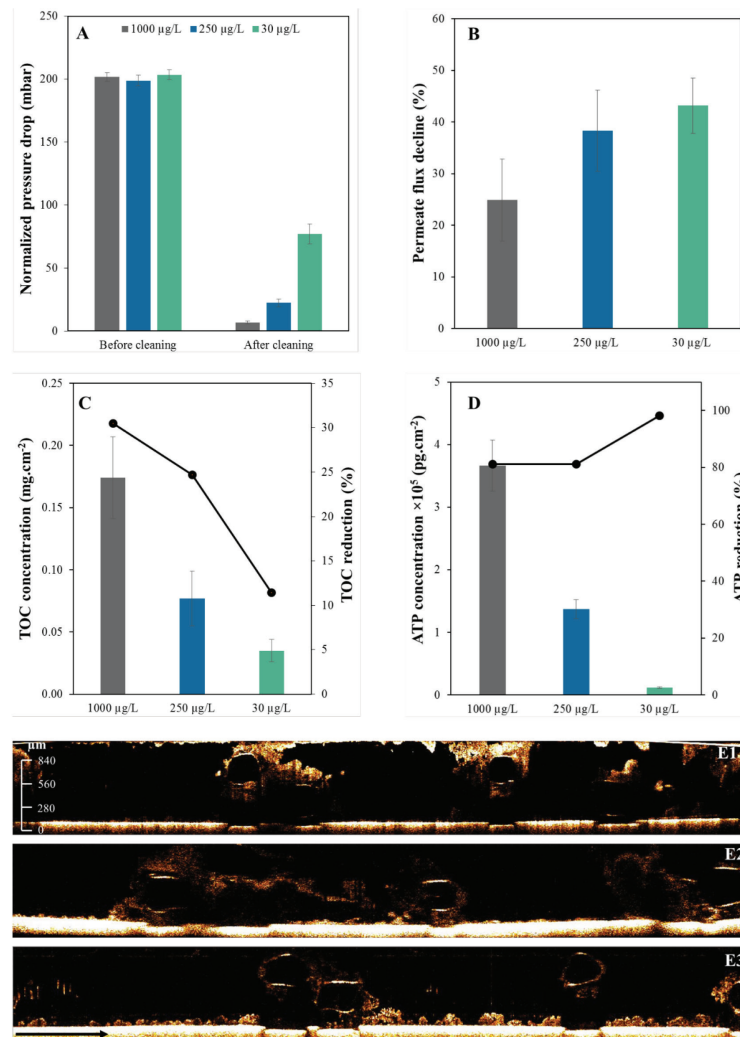 A
1000 µg/L 250 µg/L 30 µg/L
Normalized pressure drop (mbar)
250
200
150
100
50
0
Before cleaning After cleaning
B
Permeate flux decline (%)
60
50
40
30
20
10
0
1000 µg/L 250 µg/L 30 µg/L
C
TOC concentration (mg.cm-2)
0.25
0.20
0.15
0.10
0.05
0.00
TOC reduction (%)
35
30
25
20
15
10
5
0
1000 µg/L 250 µg/L 30 µg/L
D
ATP concentration ×10⁵ (pg.cm-2)
5
4
3
2
1
0
ATP reduction (%)
100
80
60
40
20
0
1000 µg/L 250 µg/L 30 µg/L
µm
840
560
280
0
E1
E2
E3